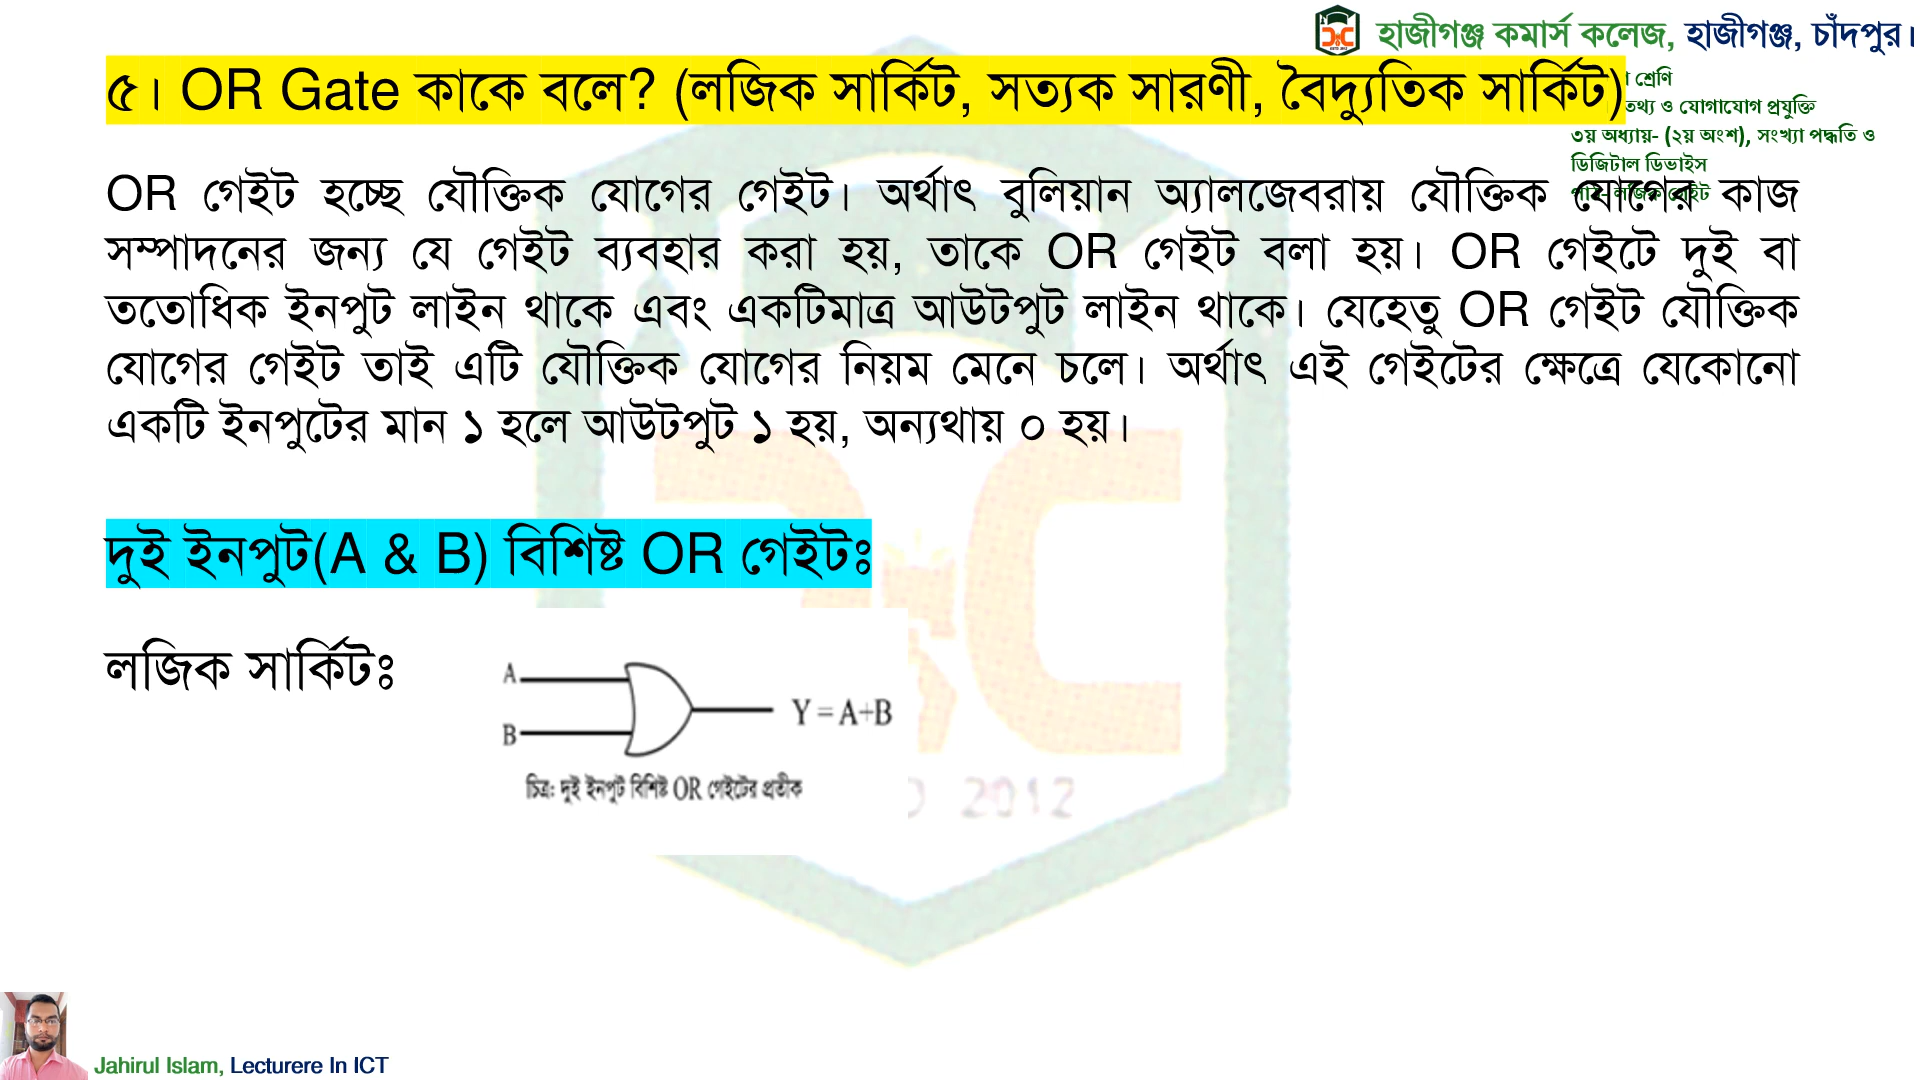 হাজীগঞ্জ কমার্স কলেজ, হাজীগঞ্জ, চাঁদপুর।
৫। OR Gate কাকে বলে? (লজিক সার্কিট, সত্যক সারণী, বৈদ্যুতিক সার্কিট)
শ্রেণি
তথ্য ও যোগাযোগ প্রযুক্তি
৩য় অধ্যায়- (২য় অংশ), সংখ্যা পদ্ধতি ও
ডিজিটাল ডিভাইস
লজিক গেইট
OR গেইট হচ্ছে যৌক্তিক যোগের গেইট। অর্থাৎ বুলিয়ান অ্যালজেবরায় যৌক্তিক যোগের কাজ
সম্পাদনের জন্য যে গেইট ব্যবহার করা হয়, তাকে OR গেইট বলা হয়। OR গেইটে দুই বা
ততোধিক ইনপুট লাইন থাকে এবং একটিমাত্র আউটপুট লাইন থাকে। যেহেতু OR গেইট যৌক্তিক
যোগের গেইট তাই এটি যৌক্তিক যোগের নিয়ম মেনে চলে। অর্থাৎ এই গেইটের ক্ষেত্রে যেকোনো
একটি ইনপুটের মান ১ হলে আউটপুট ১ হয়, অন্যথায় ০ হয়।
দুই ইনপুট(A & B) বিশিষ্ট OR গেইটঃ
লজিক সার্কিটঃ
A
B
Y = A+B
চিত্র: দুই ইনপুট বিশিষ্ট OR গেইটের প্রতীক
2012
Jahirul Islam, Lecturere In ICT